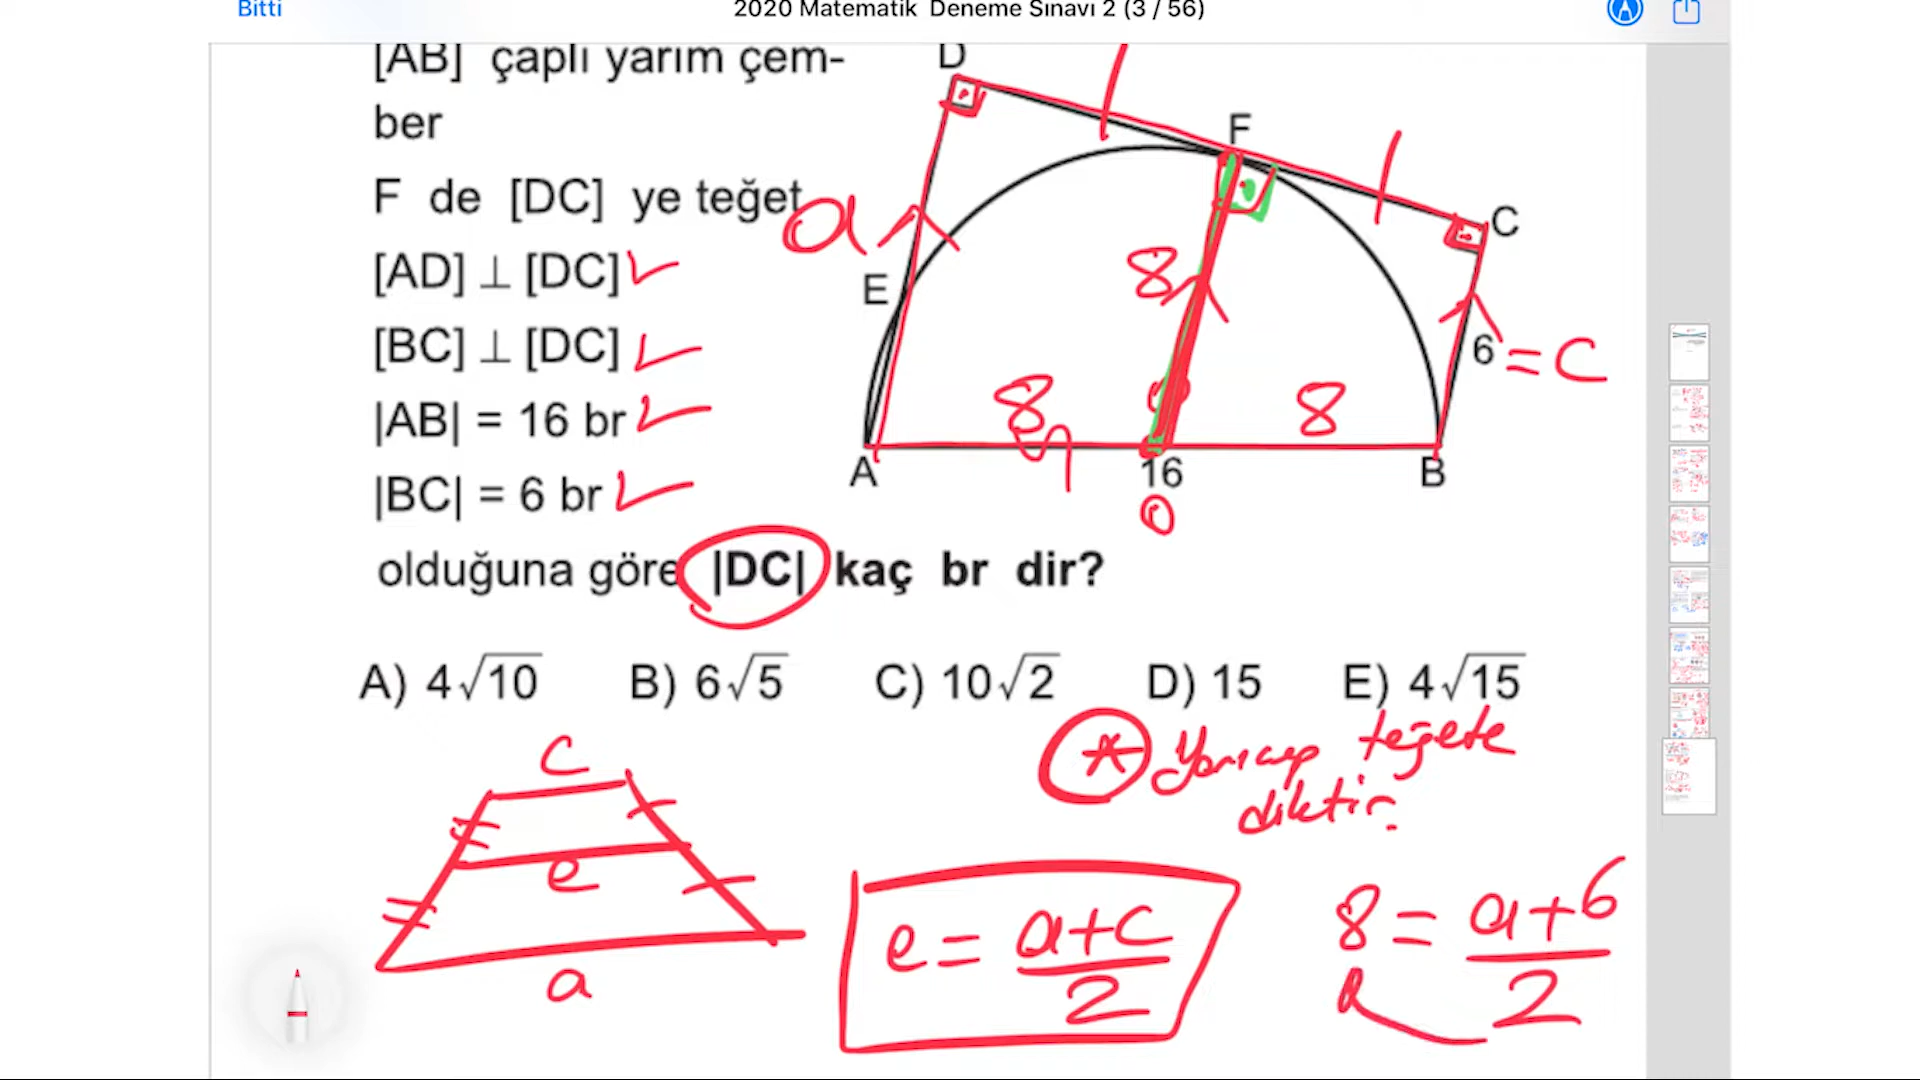 Bitti
2020 Matematik Deneme Sınavı 2 (3 / 56)
[AB] çaplı yarım çem-
ber
F de [DC] ye teğet
[AD] ⊥ [DC]
[BC] ⊥ [DC]
|AB| = 16 br
|BC| = 6 br
olduğuna göre |DC| kaç br dir?
D
F
C
a
E
8
6 = c
8
8
A
16
B
O
A) 4√10 B) 6√5 C) 10√2 D) 15 E) 4√15
* Yarıçap teğete
diktir.
c
e
a
e = a+c/2
8 = a+6/2